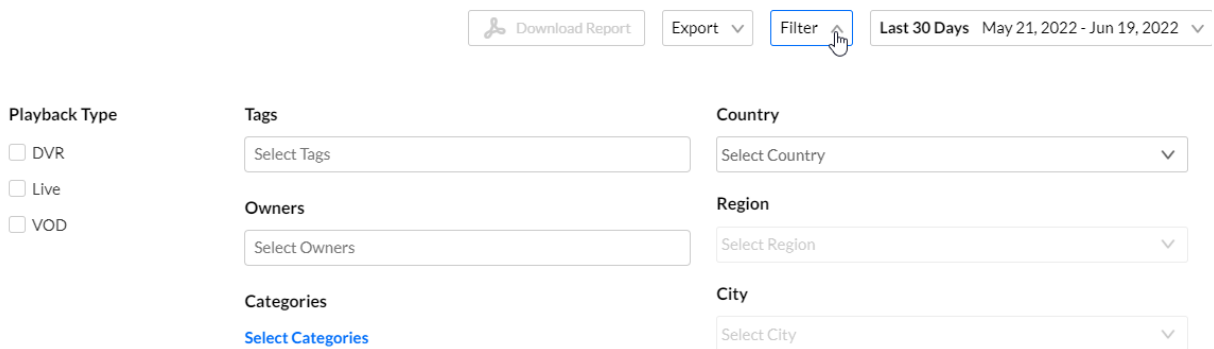 Download Report Export Filter Last 30 Days May 21, 2022 - Jun 19, 2022
Playback Type
DVR
Live
VOD
Tags
Select Tags
Owners
Select Owners
Categories
Select Categories
Country
Select Country
Region
Select Region
City
Select City